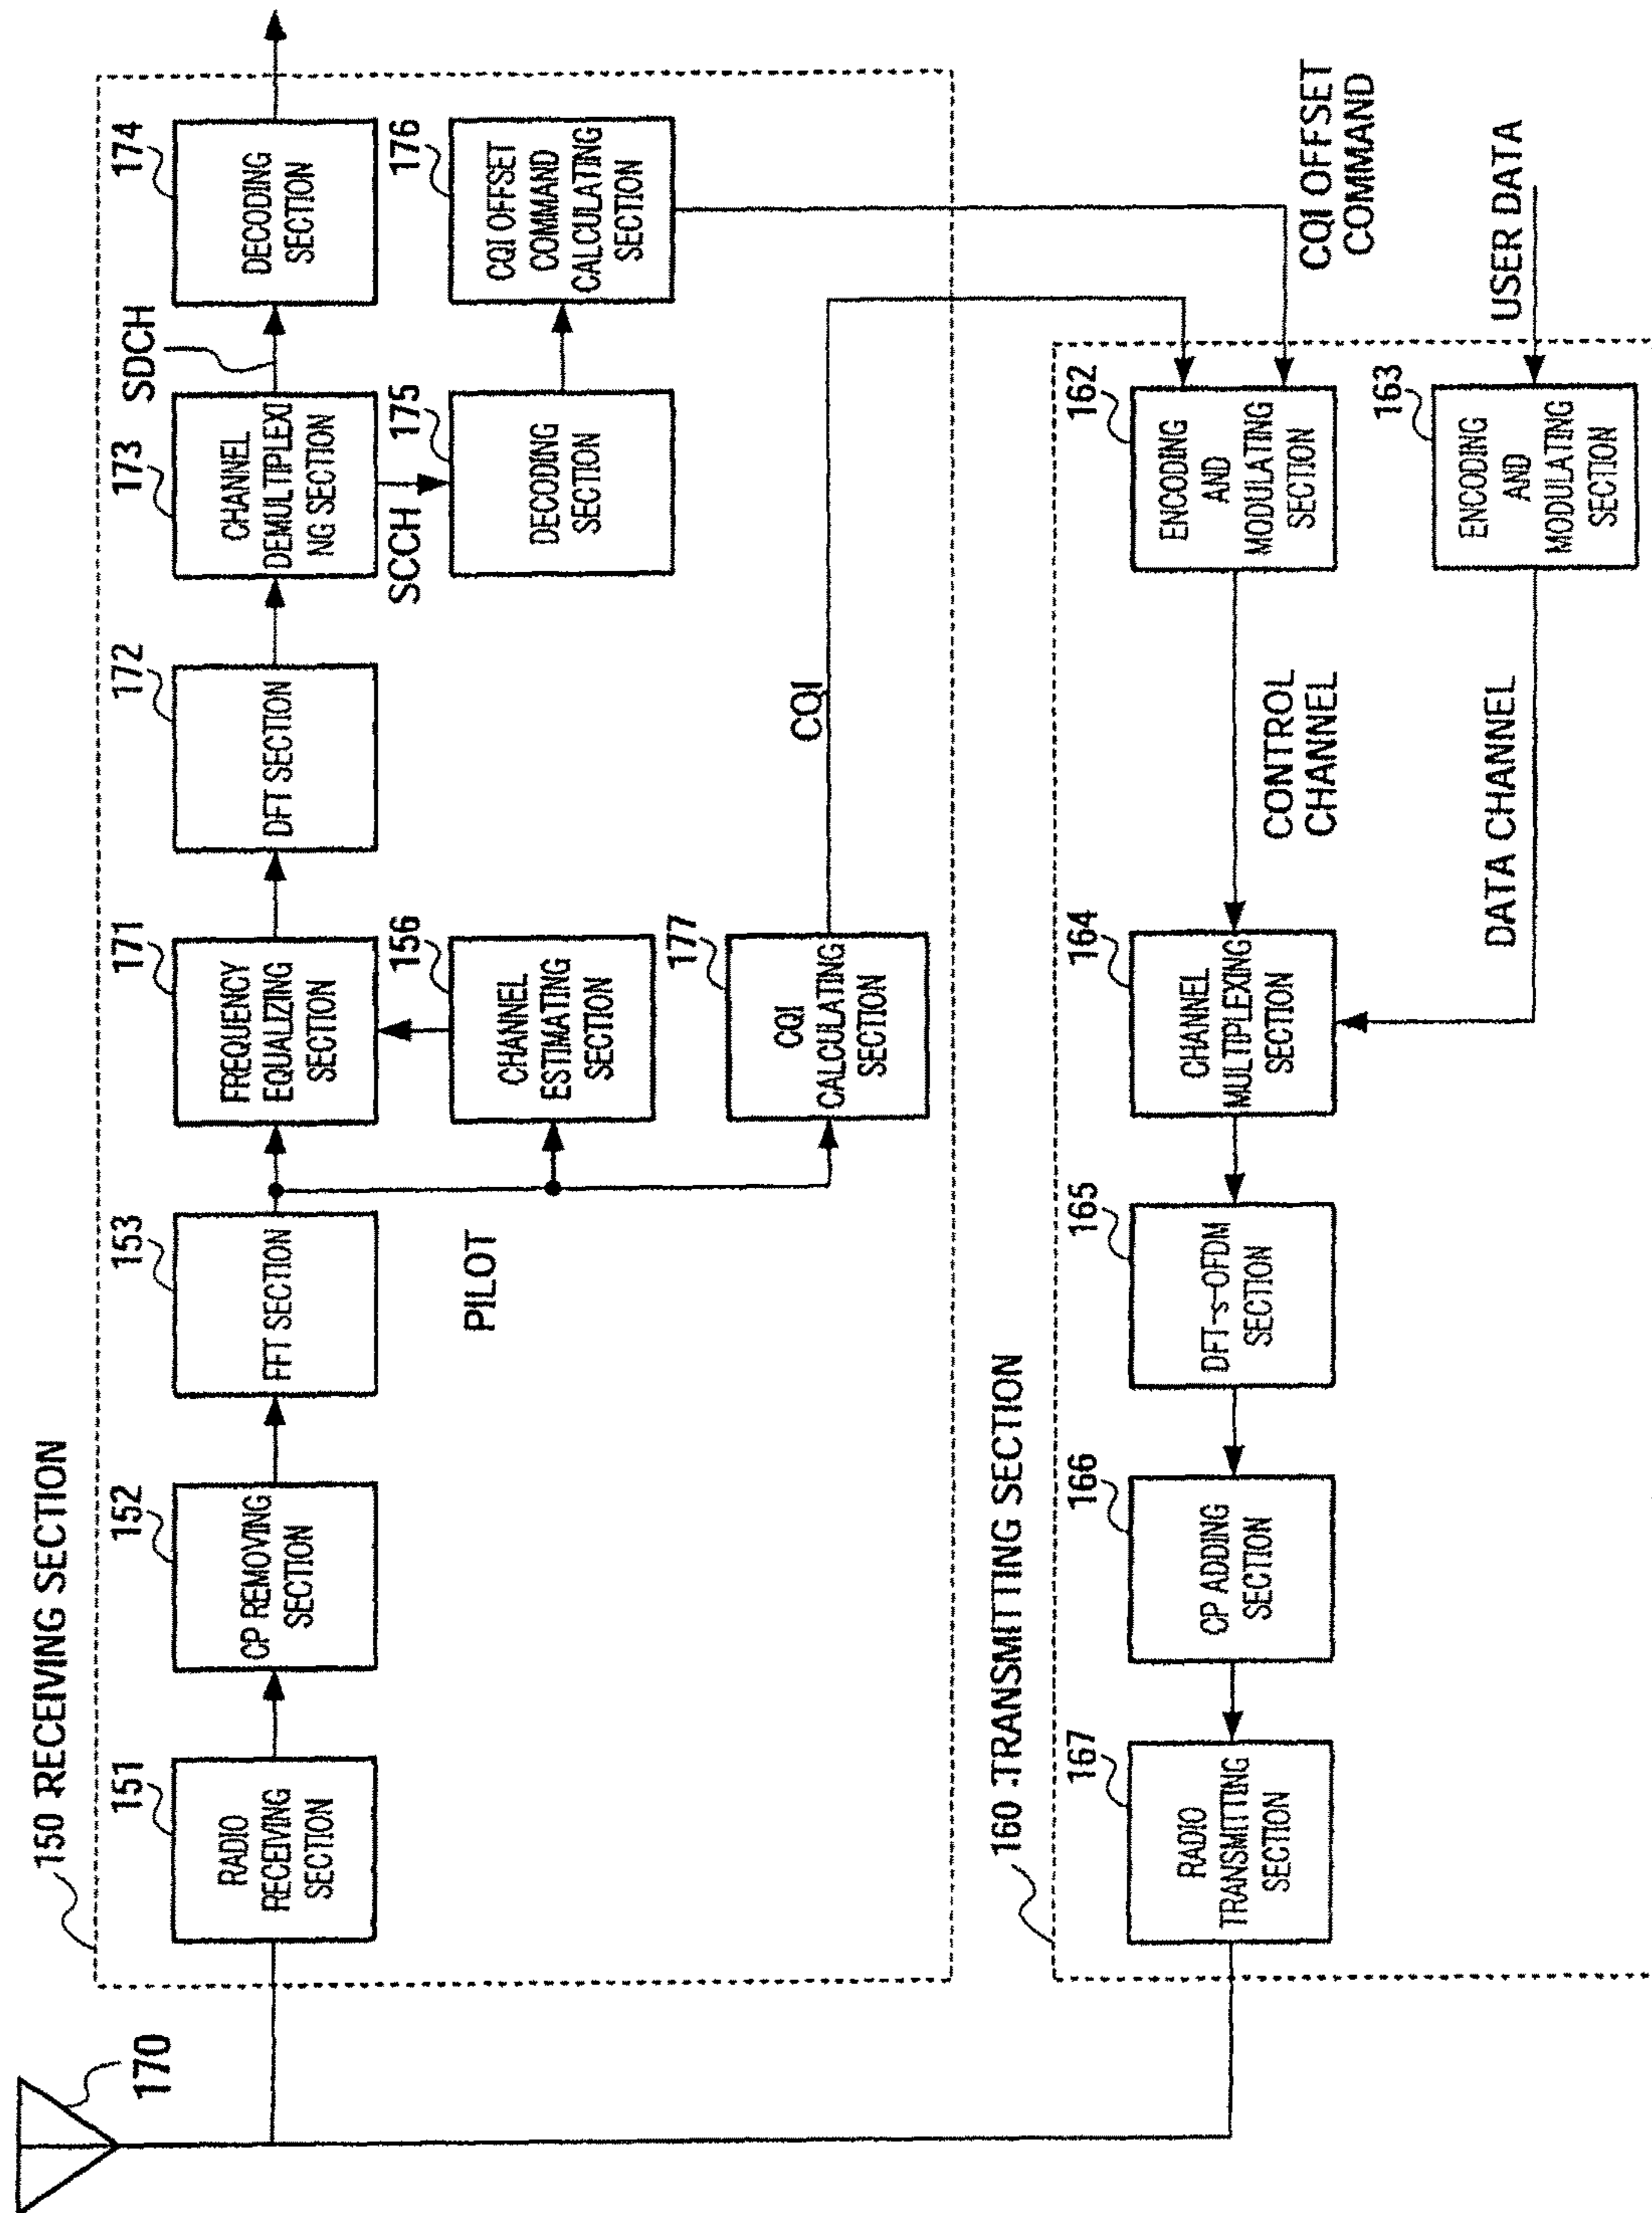 150 RECEIVING SECTION
170
151
RADIO
RECEIVING
SECTION
152
CP REMOVING
SECTION
153
FFT SECTION
PILOT
171
FREQUENCY
EQUALIZING
SECTION
156
CHANNEL
ESTIMATING
SECTION
177
CQI
CALCULATING
SECTION
CQI
172
DFT SECTION
173
CHANNEL
DEMULTIPLEXI
NG SECTION
SDCH
SCCH
174
DECODING
SECTION
175
DECODING
SECTION
176
CQI OFFSET
COMMAND
CALCULATING
SECTION
160 TRANSMITTING SECTION
167
RADIO
TRANSMITTING
SECTION
166
CP ADDING
SECTION
165
DFT-s-OFDM
SECTION
164
CHANNEL
MULTIPLEXING
SECTION
CONTROL
CHANNEL
DATA CHANNEL
162
ENCODING
AND
MODULATING
SECTION
163
ENCODING
AND
MODULATING
SECTION
CQI OFFSET
COMMAND
USER DATA